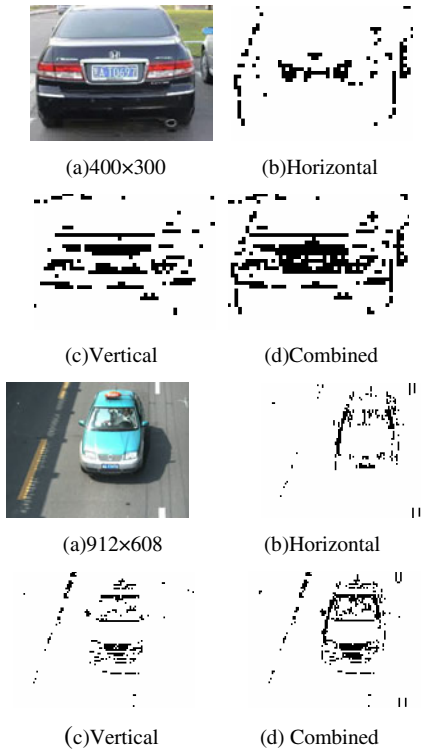 (a)400×300
(b)Horizontal
(c)Vertical
(d)Combined
(a)912×608
(b)Horizontal
(c)Vertical
(d) Combined